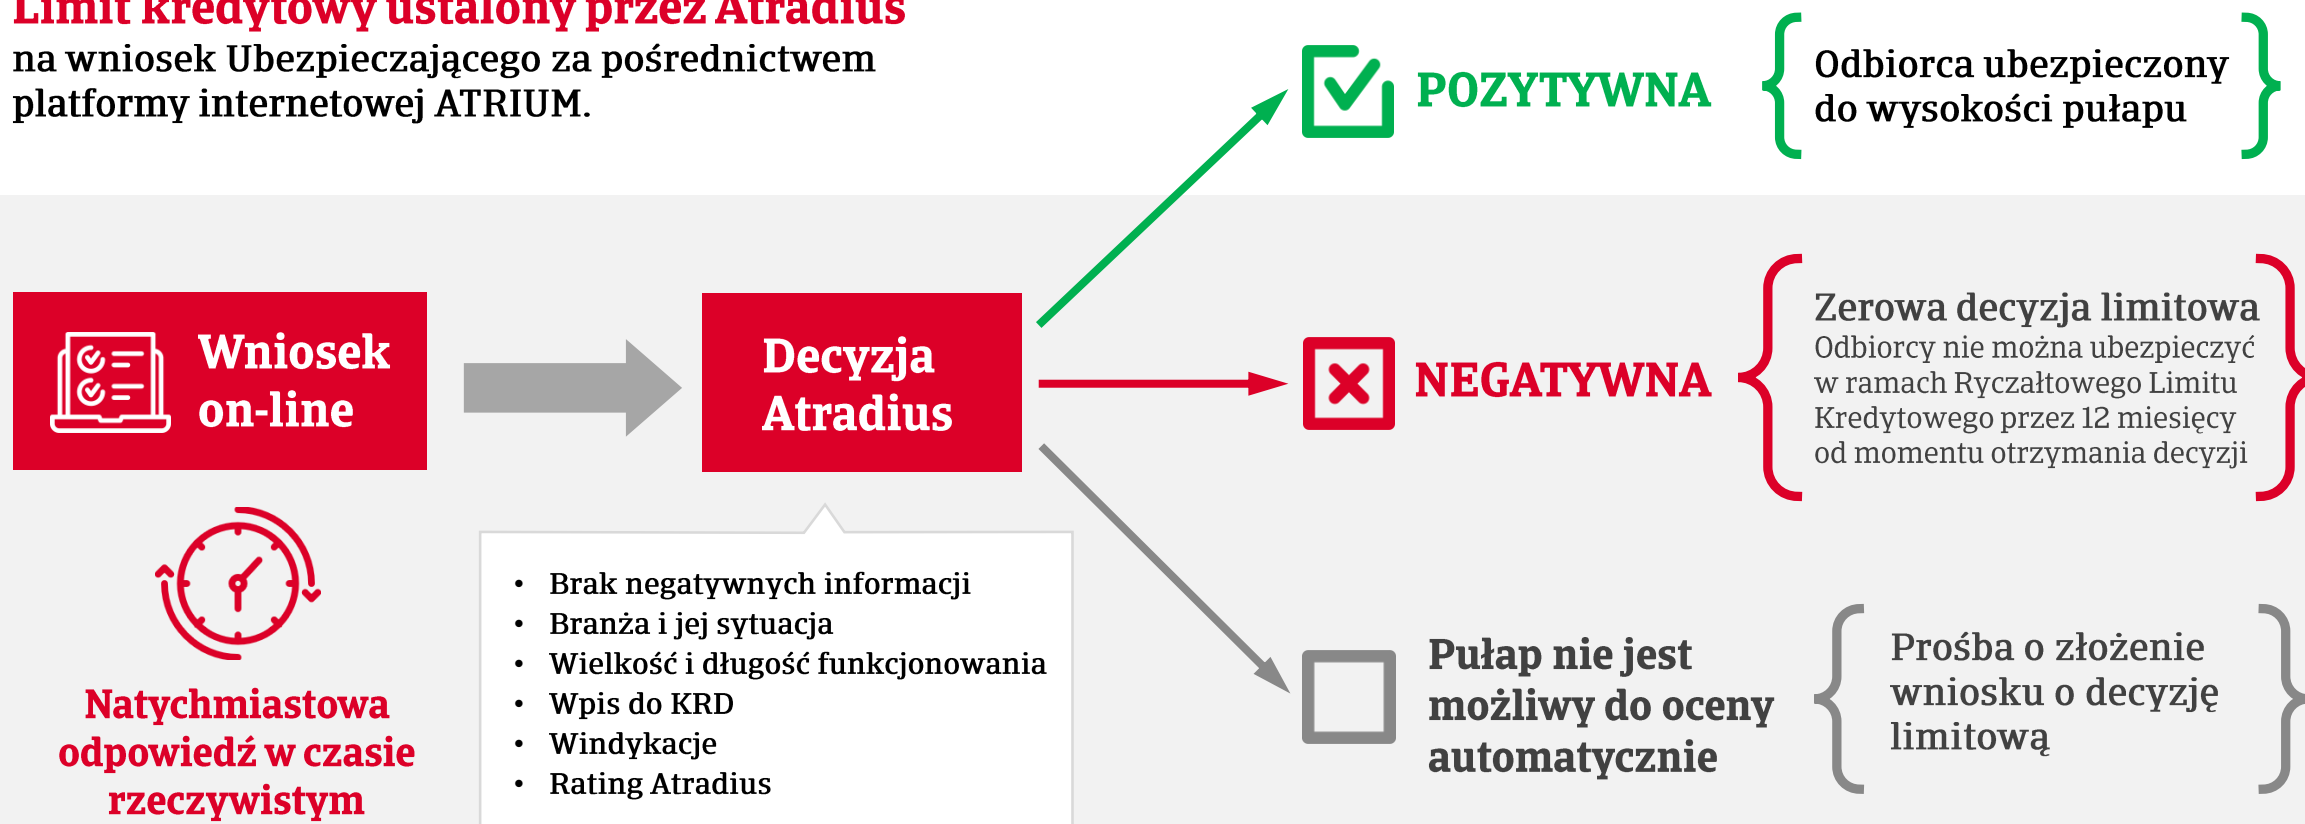 Limit kredytowy ustalony przez Atradius
na wniosek Ubezpieczającego za pośrednictwem
platformy internetowej ATRIUM.
POZYTYWNA
Odbiorca ubezpieczony
do wysokości pułapu
Wniosek
on-line
Decyzja
Atradius
NEGATYWNA
Zerowa decyzja limitowa
Odbiorcy nie można ubezpieczyć
w ramach Ryczałtowego Limitu
Kredytowego przez 12 miesięcy
od momentu otrzymania decyzji
Natychmiastowa
odpowiedź w czasie
rzeczywistym
• Brak negatywnych informacji
• Branża i jej sytuacja
• Wielkość i długość funkcjonowania
• Wpis do KRD
• Windykacje
• Rating Atradius
Pułap nie jest
możliwy do oceny
automatycznie
Prośba o złożenie
wniosku o decyzję
limitową